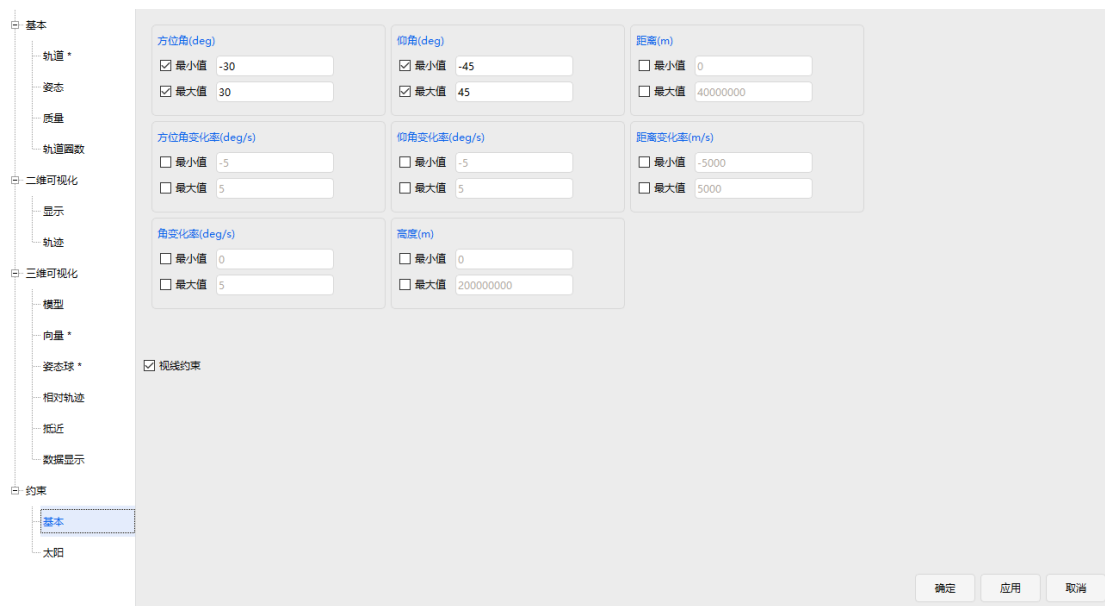 基本
轨道 *
姿态
质量
轨道圈数
二维可视化
显示
轨迹
三维可视化
模型
向量 *
姿态球 *
相对轨迹
抵近
数据显示
约束
基本
太阳
方位角(deg)
最小值 -30
最大值 30
仰角(deg)
最小值 -45
最大值 45
距离(m)
最小值 0
最大值 40000000
方位角变化率(deg/s)
最小值 -5
最大值 5
仰角变化率(deg/s)
最小值 -5
最大值 5
距离变化率(m/s)
最小值 -5000
最大值 5000
角变化率(deg/s)
最小值 0
最大值 5
高度(m)
最小值 0
最大值 200000000
视线约束
确定 应用 取消